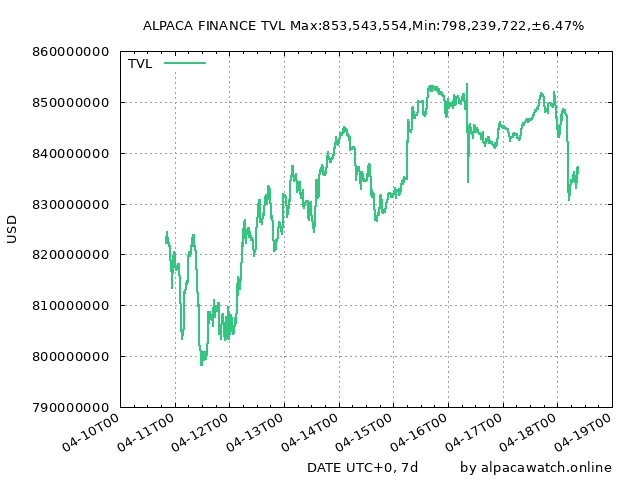 ALPACA FINANCE TVL Max:853,543,554,Min:798,239,722,±6.47%
TVL
860000000
850000000
840000000
830000000
820000000
810000000
800000000
790000000
USD
04-10T00
04-11T00
04-12T00
04-13T00
04-14T00
04-15T00
04-16T00
04-17T00
04-18T00
04-19T00
DATE UTC+0, 7d
by alpacawatch.online